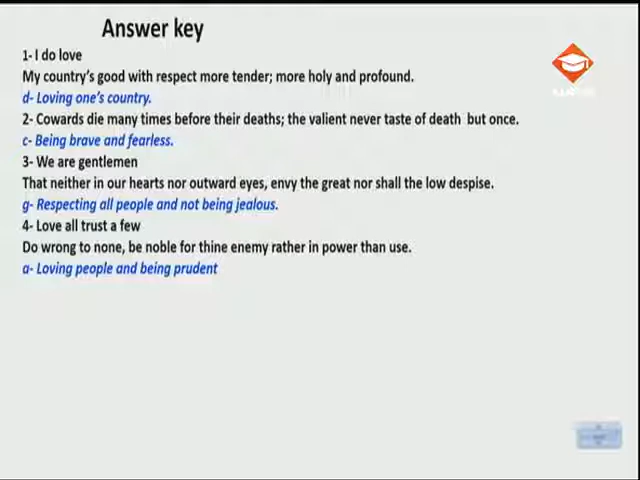 Answer key
1- I do love
My country's good with respect more tender; more holy and profound.
d- Loving one's country.
2- Cowards die many times before their deaths; the valient never taste of death but once.
c- Being brave and fearless.
3- We are gentlemen
That neither in our hearts nor outward eyes, envy the great nor shall the low despise.
g- Respecting all people and not being jealous.
4- Love all trust a few
Do wrong to none, be noble for thine enemy rather in power than use.
a- Loving people and being prudent